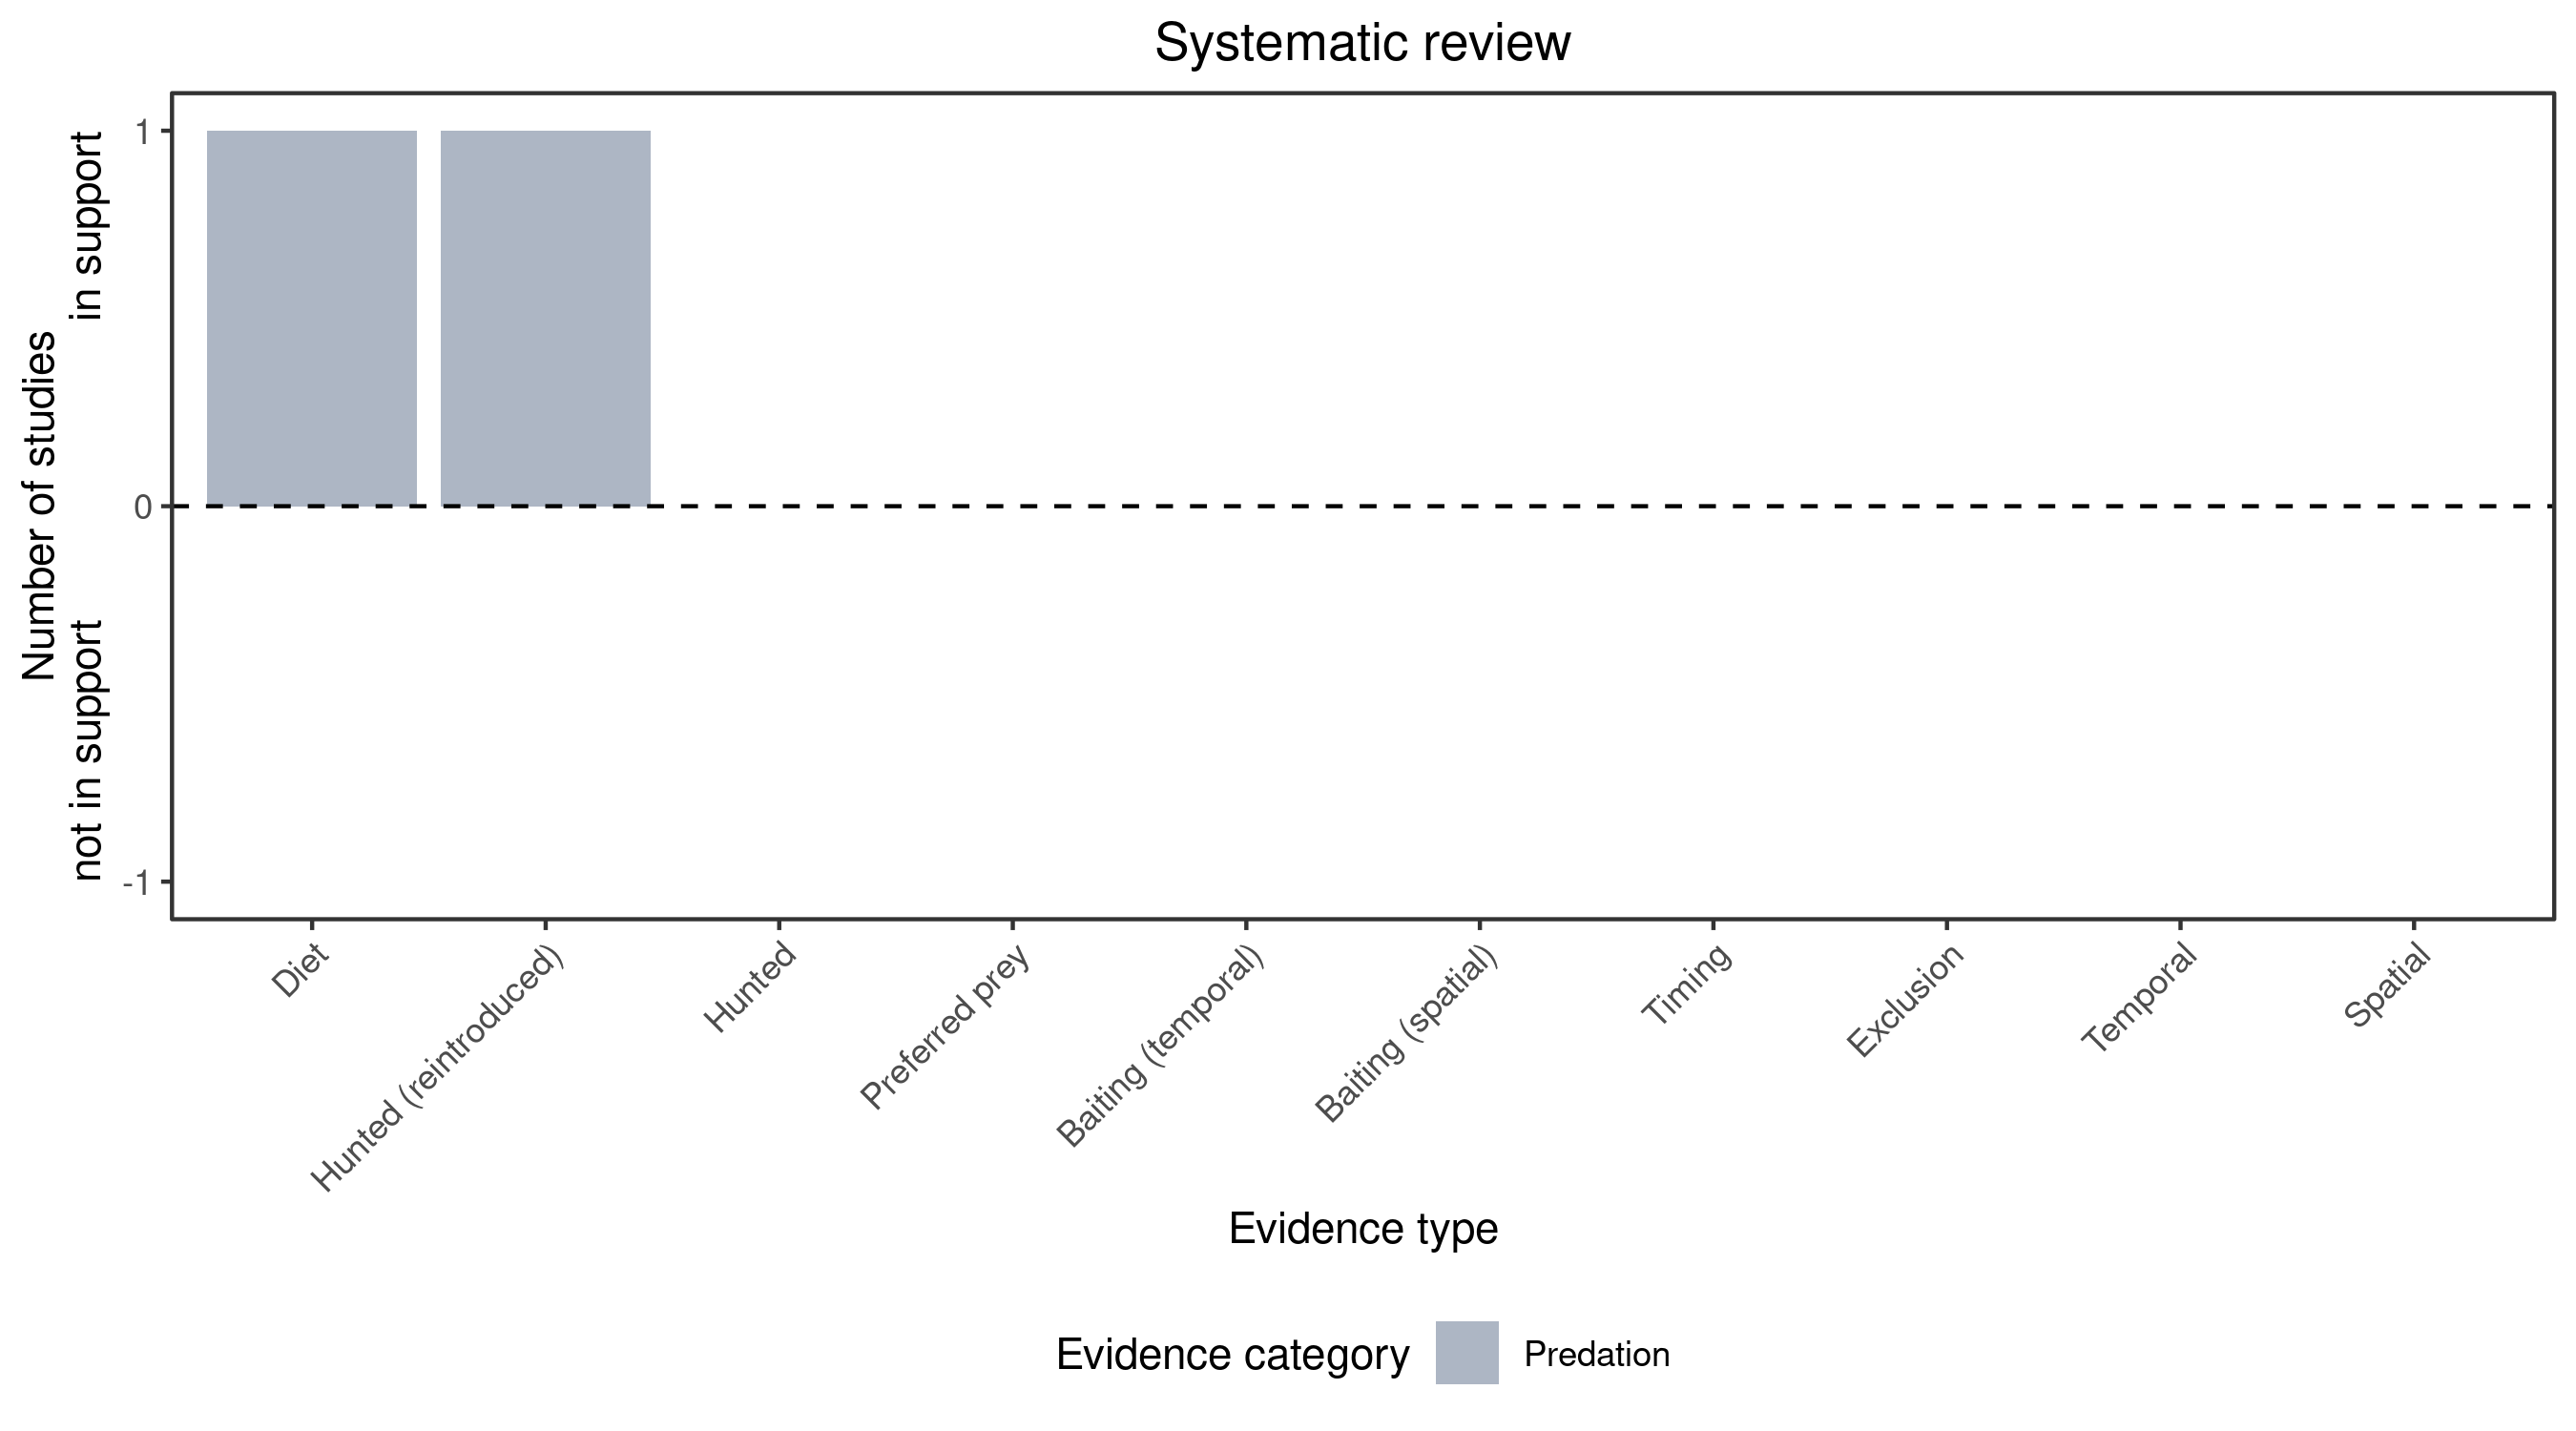 Systematic review
Number of studies
not in support in support
1
0
-1
Diet
Hunted (reintroduced)
Hunted
Preferred prey
Baiting (temporal)
Baiting (spatial)
Timing
Exclusion
Temporal
Spatial
Evidence type
Evidence category Predation